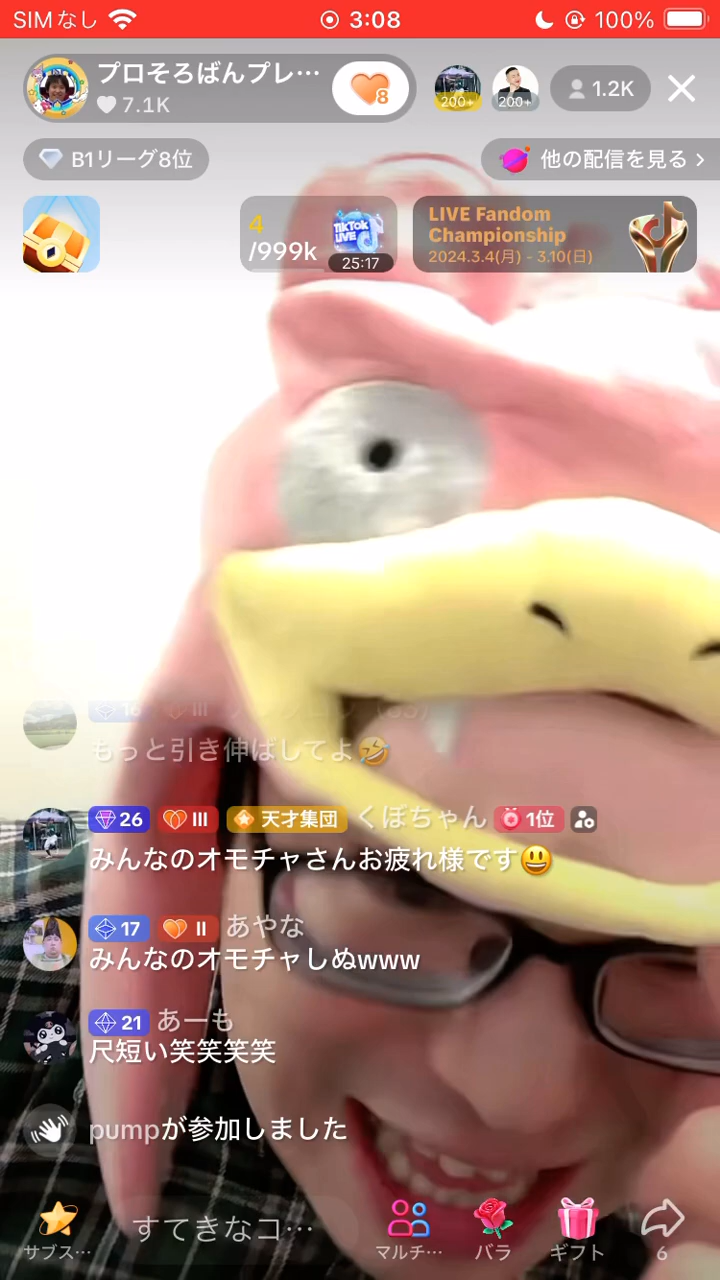 SIMなし 3:08 100%
プロそろばんプレ…
7.1K
8
200+
200+
1.2K
B1リーグ8位
他の配信を見る
4
/999k
TikTok
LIVE
25:17
LIVE Fandom
Championship
2024.3.4(月) - 3.10(日)
16 III
もっと引き伸ばしてよ🤣
26 III 天才集団 くぼちゃん 1位
みんなのオモチャさんお疲れ様です😃
17 II あやな
みんなのオモチャしぬwww
21 あーも
尺短い笑笑笑笑
pumpが参加しました
すてきなコ…
サブス…
マルチ…
バラ
ギフト
6